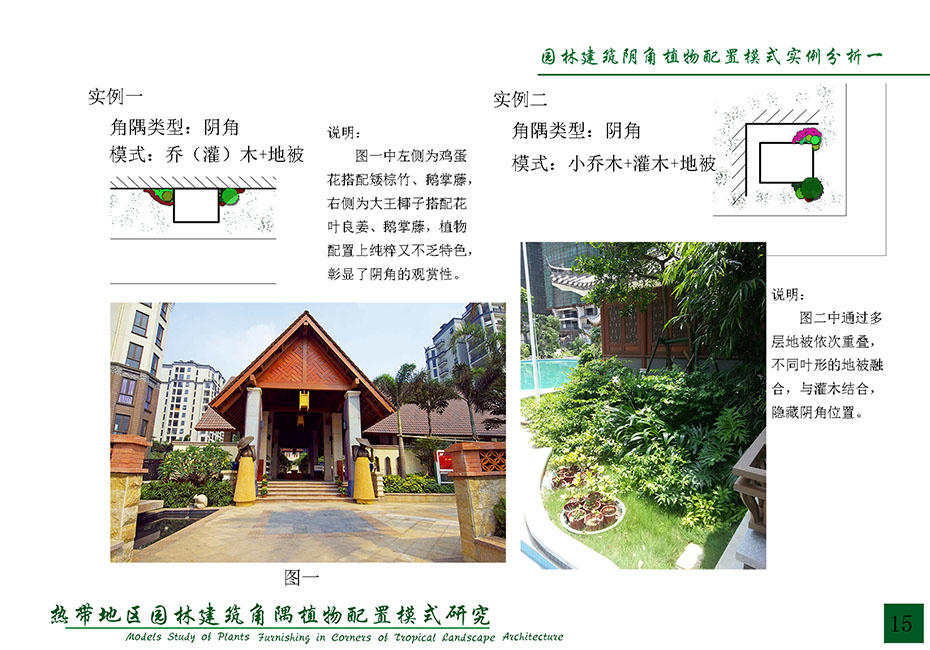 园林建筑阴角植物配置模式实例分析一
实例一
角隅类型：阴角
模式：乔（灌）木+地被
说明：
图一中左侧为鸡蛋
花搭配矮棕竹、鹅掌藤，
右侧为大王椰子搭配花
叶良姜、鹅掌藤，植物
配置上纯粹又不乏特色，
彰显了阴角的观赏性。
图一
实例二
角隅类型：阴角
模式：小乔木+灌木+地被
说明：
图二中通过多
层地被依次重叠，
不同叶形的地被融
合，与灌木结合，
隐藏阴角位置。
热带地区园林建筑角隅植物配置模式研究
Models Study of Plants Furnishing in Corners of Tropical Landscape Architecture
15